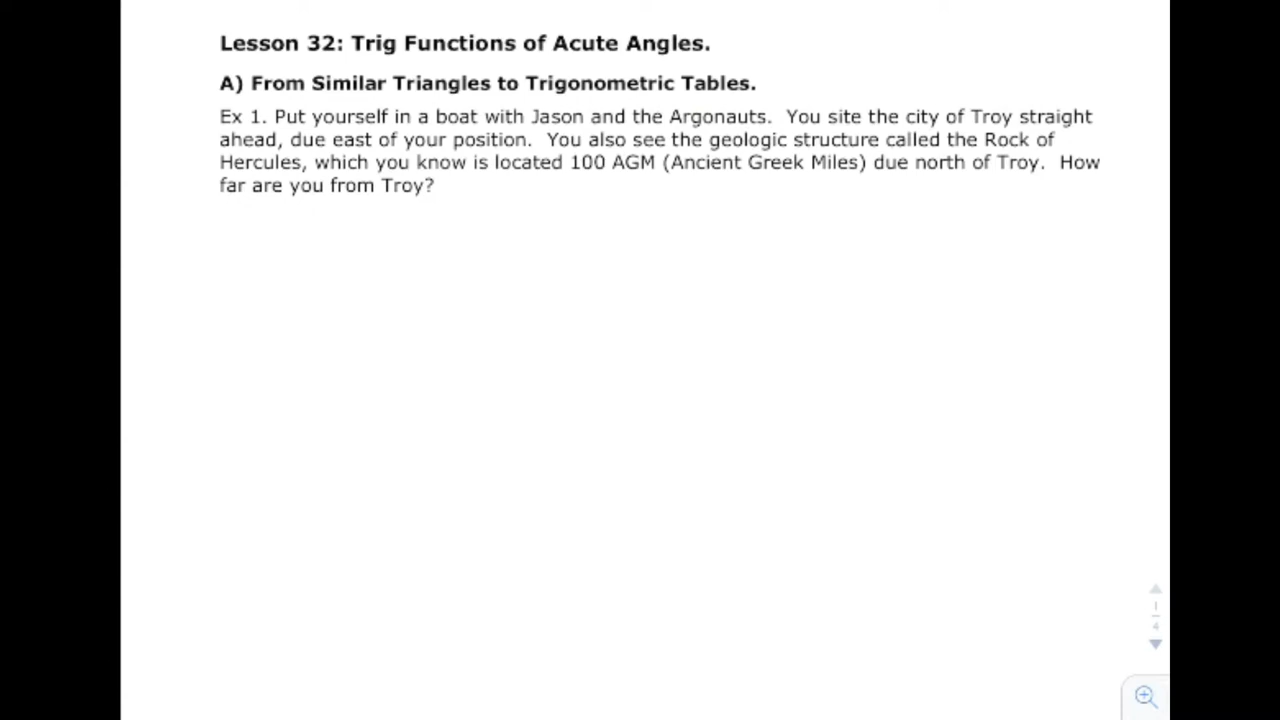 Lesson 32: Trig Functions of Acute Angles.
A) From Similar Triangles to Trigonometric Tables.
Ex 1. Put yourself in a boat with Jason and the Argonauts.  You site the city of Troy straight
ahead, due east of your position.  You also see the geologic structure called the Rock of
Hercules, which you know is located 100 AGM (Ancient Greek Miles) due north of Troy.  How
far are you from Troy?
1
4